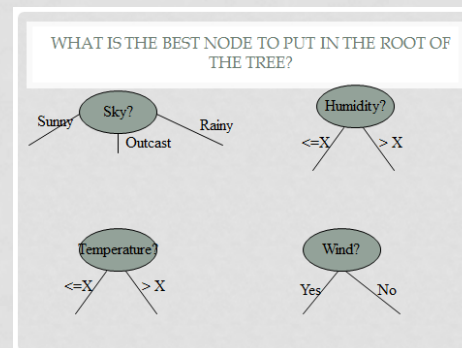 WHAT IS THE BEST NODE TO PUT IN THE ROOT OF
THE TREE?
Sky?
Sunny
Outcast
Rainy
Humidity?
<=X
> X
Temperature?
<=X
> X
Wind?
Yes
No